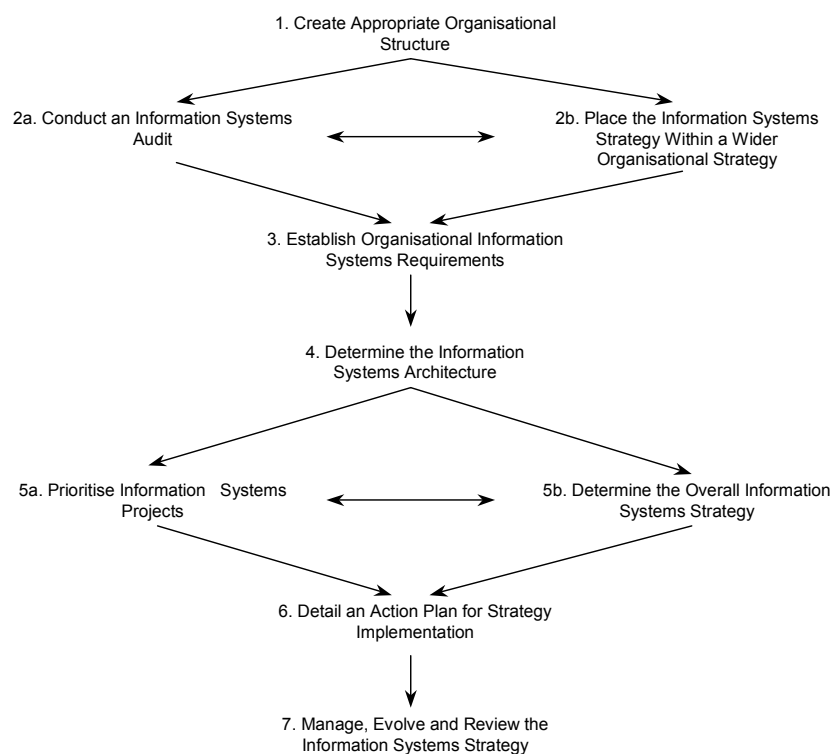 1. Create Appropriate Organisational
Structure
2a. Conduct an Information Systems
Audit
2b. Place the Information Systems
Strategy Within a Wider
Organisational Strategy
3. Establish Organisational Information
Systems Requirements
4. Determine the Information
Systems Architecture
5a. Prioritise Information Systems
Projects
5b. Determine the Overall Information
Systems Strategy
6. Detail an Action Plan for Strategy
Implementation
7. Manage, Evolve and Review the
Information Systems Strategy